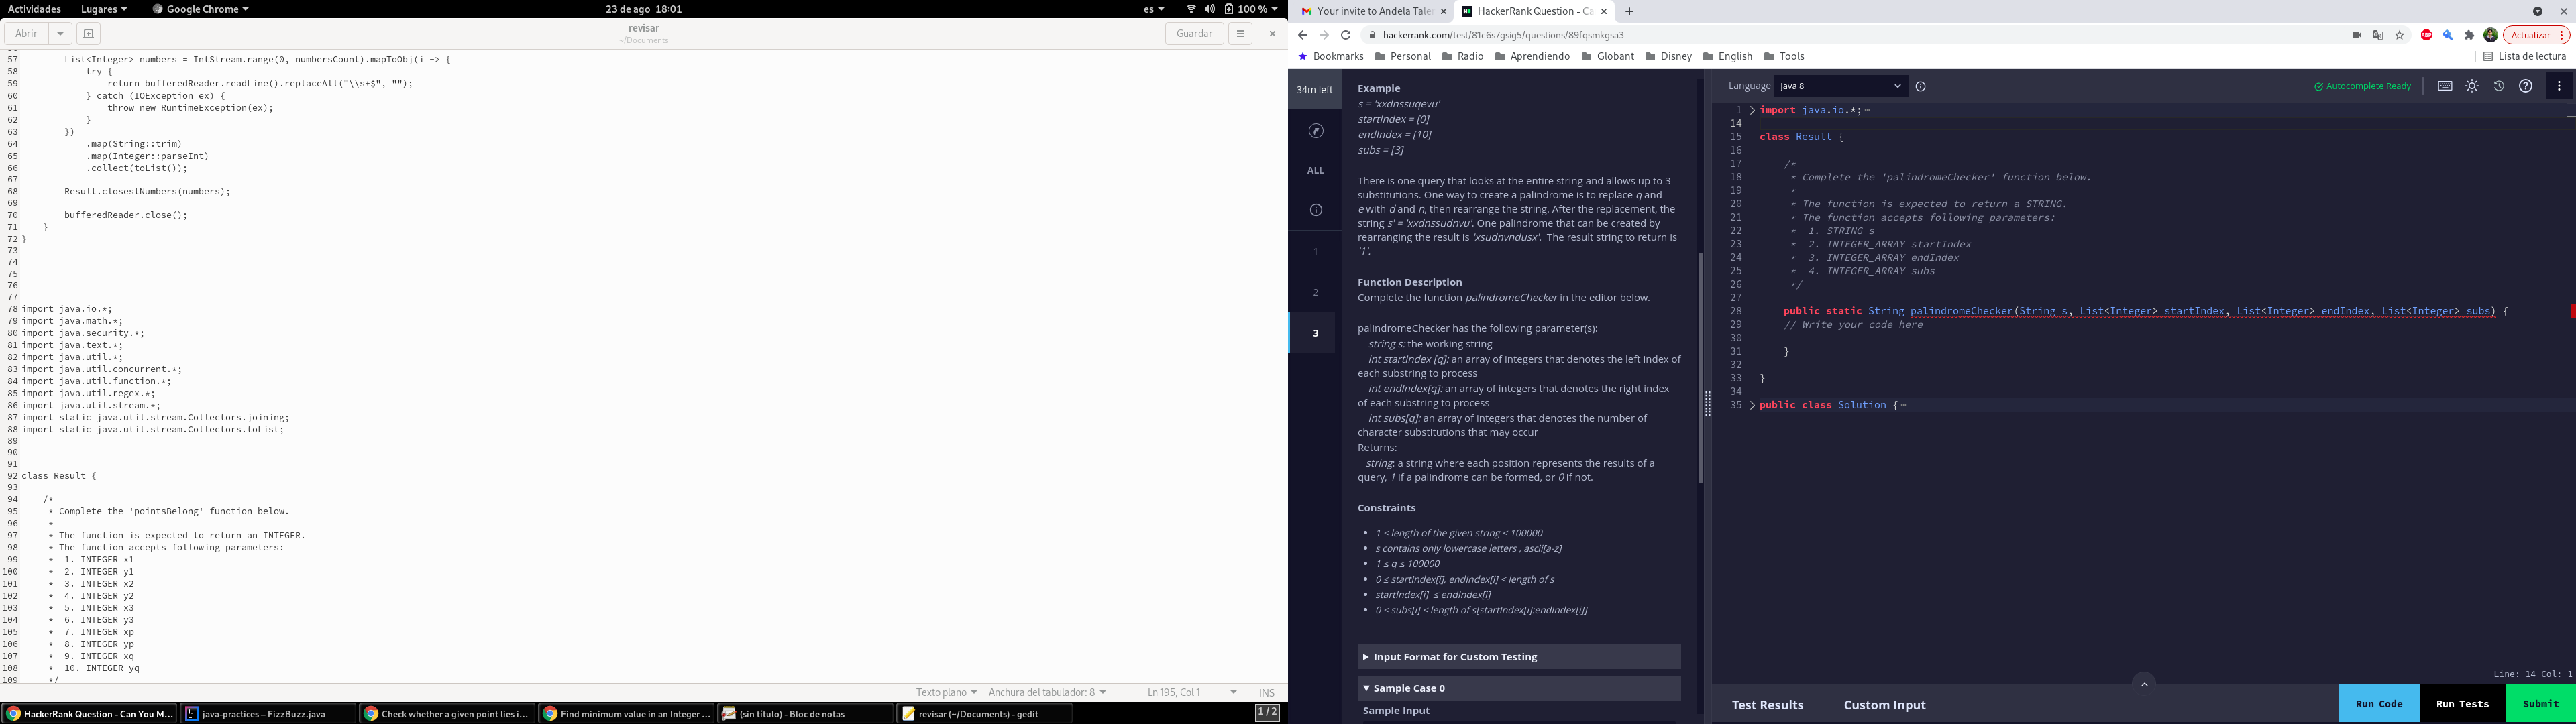 Actividades Lugares Google Chrome 23 de ago 18:01 es 100 %
Abrir revisar Guardar
~/Documents
57 List<Integer> numbers = IntStream.range(0, numbersCount).mapToObj(i -> {
58 try {
59 return bufferedReader.readLine().replaceAll("\\s+$", "");
60 } catch (IOException ex) {
61 throw new RuntimeException(ex);
62 }
63 })
64 .map(String::trim)
65 .map(Integer::parseInt)
66 .collect(toList());
67
68 Result.closestNumbers(numbers);
69
70 bufferedReader.close();
71 }
72 }
73
74
75 -----------------------------------
76
77
78 import java.io.*;
79 import java.math.*;
80 import java.security.*;
81 import java.text.*;
82 import java.util.*;
83 import java.util.concurrent.*;
84 import java.util.function.*;
85 import java.util.regex.*;
86 import java.util.stream.*;
87 import static java.util.stream.Collectors.joining;
88 import static java.util.stream.Collectors.toList;
89
90
91
92 class Result {
93
94 /*
95 * Complete the 'pointsBelong' function below.
96 *
97 * The function is expected to return an INTEGER.
98 * The function accepts following parameters:
99 * 1. INTEGER x1
100 * 2. INTEGER y1
101 * 3. INTEGER x2
102 * 4. INTEGER y2
103 * 5. INTEGER x3
104 * 6. INTEGER y3
105 * 7. INTEGER xp
106 * 8. INTEGER yp
107 * 9. INTEGER xq
108 * 10. INTEGER yq
109 */
Texto plano Anchura del tabulador: 8 Ln 195, Col 1 INS
HackerRank Question - Can You M... java-practices – FizzBuzz.java Check whether a given point lies i... Find minimum value in an Integer ... (sin título) - Bloc de notas revisar (~/Documents) - gedit 1 / 2
Your invite to Andela Tale HackerRank Question - Ca
hackerrank.com/test/81c6s7gsig5/questions/89fqsmkgsa3 Actualizar
Bookmarks Personal Radio Aprendiendo Globant Disney English Tools Lista de lectura
34m left
ALL
1
2
3
Example
s = 'xxdnssuqevu'
startIndex = [0]
endIndex = [10]
subs = [3]
There is one query that looks at the entire string and allows up to 3
substitutions. One way to create a palindrome is to replace q and
e with d and n, then rearrange the string. After the replacement, the
string s' = 'xxdnssudnvu'. One palindrome that can be created by
rearranging the result is 'xsudnvndusx'. The result string to return is
'1'.
Function Description
Complete the function palindromeChecker in the editor below.
palindromeChecker has the following parameter(s):
string s: the working string
int startIndex [q]: an array of integers that denotes the left index of
each substring to process
int endIndex[q]: an array of integers that denotes the right index
of each substring to process
int subs[q]: an array of integers that denotes the number of
character substitutions that may occur
Returns:
string: a string where each position represents the results of a
query, 1 if a palindrome can be formed, or 0 if not.
Constraints
• 1 ≤ length of the given string ≤ 100000
• s contains only lowercase letters , ascii[a-z]
• 1 ≤ q ≤ 100000
• 0 ≤ startIndex[i], endIndex[i] < length of s
• startIndex[i] ≤ endIndex[i]
• 0 ≤ subs[i] ≤ length of s[startIndex[i]:endIndex[i]]
Input Format for Custom Testing
Sample Case 0
Sample Input
Language Java 8 Autocomplete Ready
1 import java.io.*;
14
15 class Result {
16
17 /*
18 * Complete the 'palindromeChecker' function below.
19 *
20 * The function is expected to return a STRING.
21 * The function accepts following parameters:
22 * 1. STRING s
23 * 2. INTEGER_ARRAY startIndex
24 * 3. INTEGER_ARRAY endIndex
25 * 4. INTEGER_ARRAY subs
26 */
27
28 public static String palindromeChecker(String s, List<Integer> startIndex, List<Integer> endIndex, List<Integer> subs) {
29 // Write your code here
30
31 }
32
33 }
34
35 public class Solution {
Line: 14 Col: 1
Test Results Custom Input Run Code Run Tests Submit